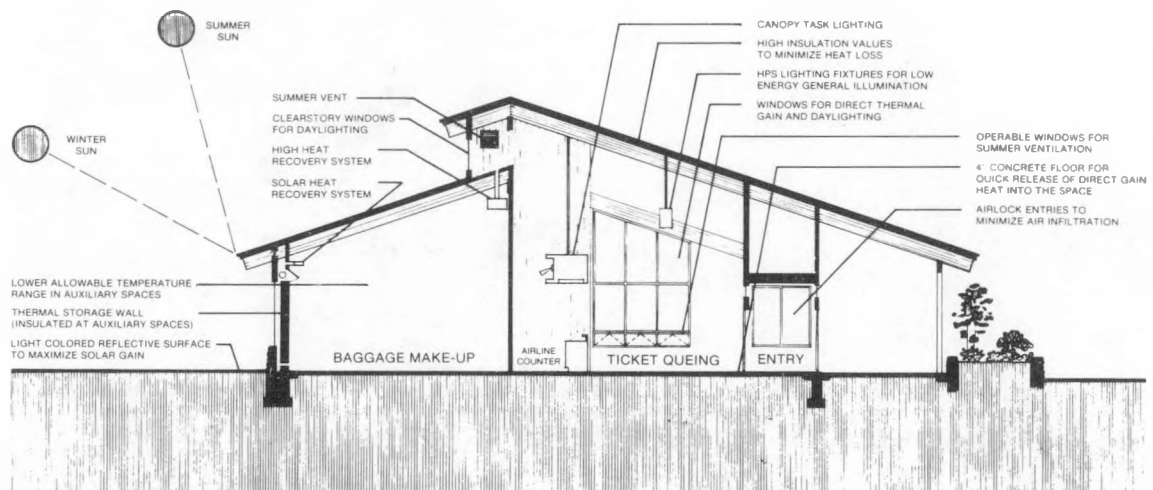 SUMMER
SUN
WINTER
SUN
SUMMER VENT
CLEARSTORY WINDOWS
FOR DAYLIGHTING
HIGH HEAT
RECOVERY SYSTEM
SOLAR HEAT
RECOVERY SYSTEM
LOWER ALLOWABLE TEMPERATURE
RANGE IN AUXILIARY SPACES
THERMAL STORAGE WALL
(INSULATED AT AUXILIARY SPACES)
LIGHT COLORED REFLECTIVE SURFACE
TO MAXIMIZE SOLAR GAIN
CANOPY TASK LIGHTING
HIGH INSULATION VALUES
TO MINIMIZE HEAT LOSS
HPS LIGHTING FIXTURES FOR LOW
ENERGY GENERAL ILLUMINATION
WINDOWS FOR DIRECT THERMAL
GAIN AND DAYLIGHTING
OPERABLE WINDOWS FOR
SUMMER VENTILATION
4' CONCRETE FLOOR FOR
QUICK RELEASE OF DIRECT GAIN
HEAT INTO THE SPACE
AIRLOCK ENTRIES TO
MINIMIZE AIR INFILTRATION
BAGGAGE MAKE-UP
AIRLINE
COUNTER
TICKET QUEING
ENTRY